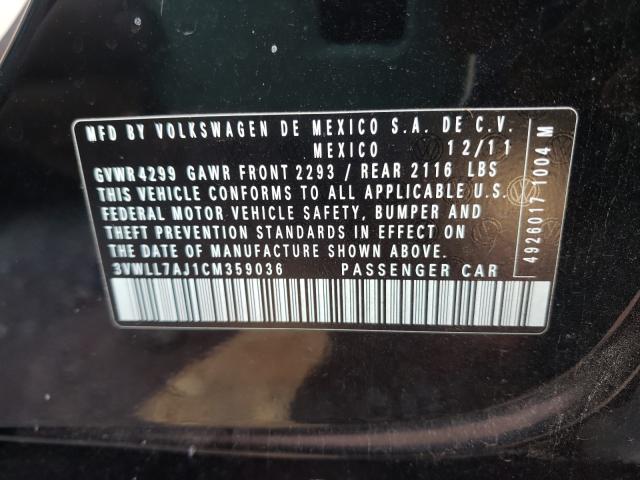 MFD BY VOLKSWAGEN DE MEXICO S.A. DE C.V.
MEXICO 12/11
GVWR4299 GAWR FRONT 2293 / REAR 2116 LBS
THIS VEHICLE CONFORMS TO ALL APPLICABLE U.S.
FEDERAL MOTOR VEHICLE SAFETY, BUMPER AND
THEFT PREVENTION STANDARDS IN EFFECT ON
THE DATE OF MANUFACTURE SHOWN ABOVE.
3VWLL7AJ1CM359036 PASSENGER CAR
4926017 1004 M